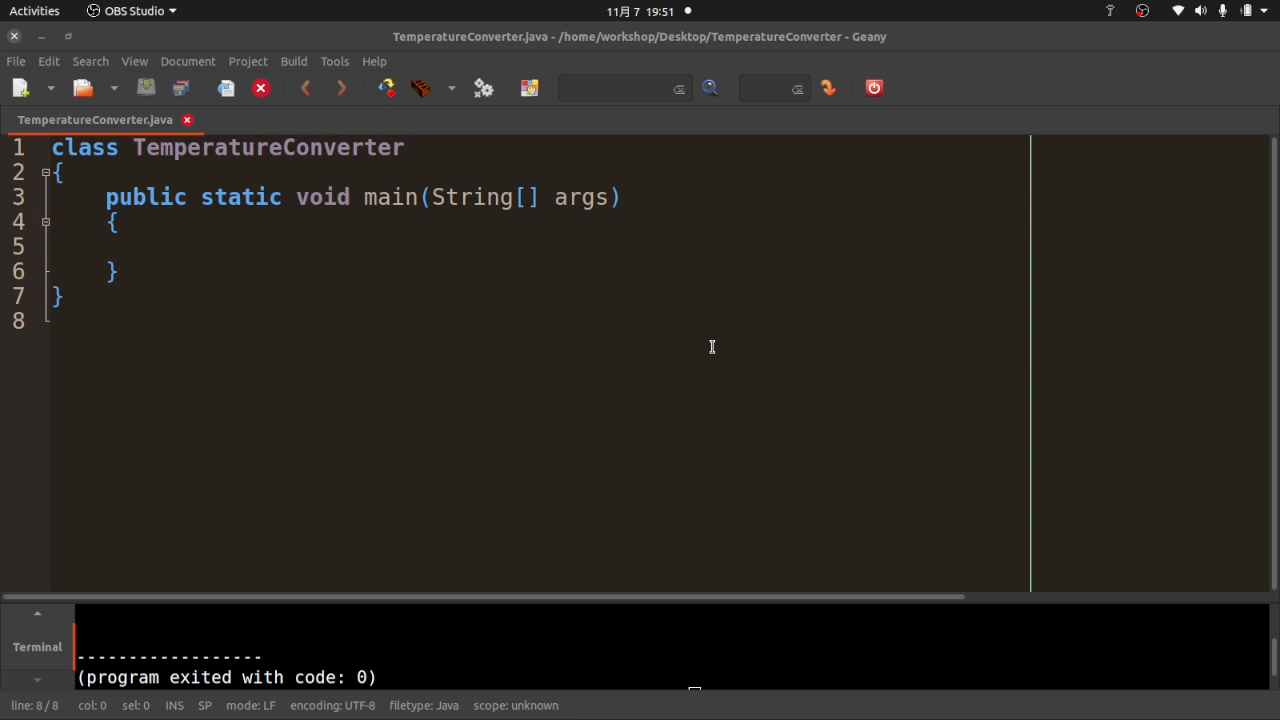 Activities OBS Studio 11月 7 19:51
TemperatureConverter.java - /home/workshop/Desktop/TemperatureConverter - Geany
File Edit Search View Document Project Build Tools Help
TemperatureConverter.java
1 class TemperatureConverter
2 {
3 public static void main(String[] args)
4 {
5
6 }
7 }
8
Terminal
------------------
(program exited with code: 0)
line: 8 / 8 col: 0 sel: 0 INS SP mode: LF encoding: UTF-8 filetype: Java scope: unknown